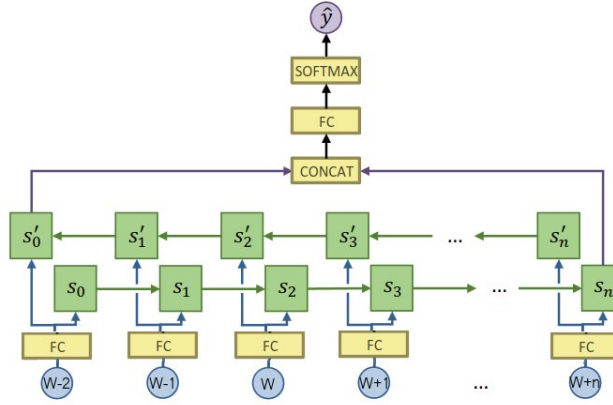 ŷ
SOFTMAX
FC
CONCAT
s′₀ s′₁ s′₂ s′₃ ... s′ₙ
s₀ s₁ s₂ s₃ ... sₙ
FC FC FC FC FC
W-2 W-1 W W+1 ... W+n